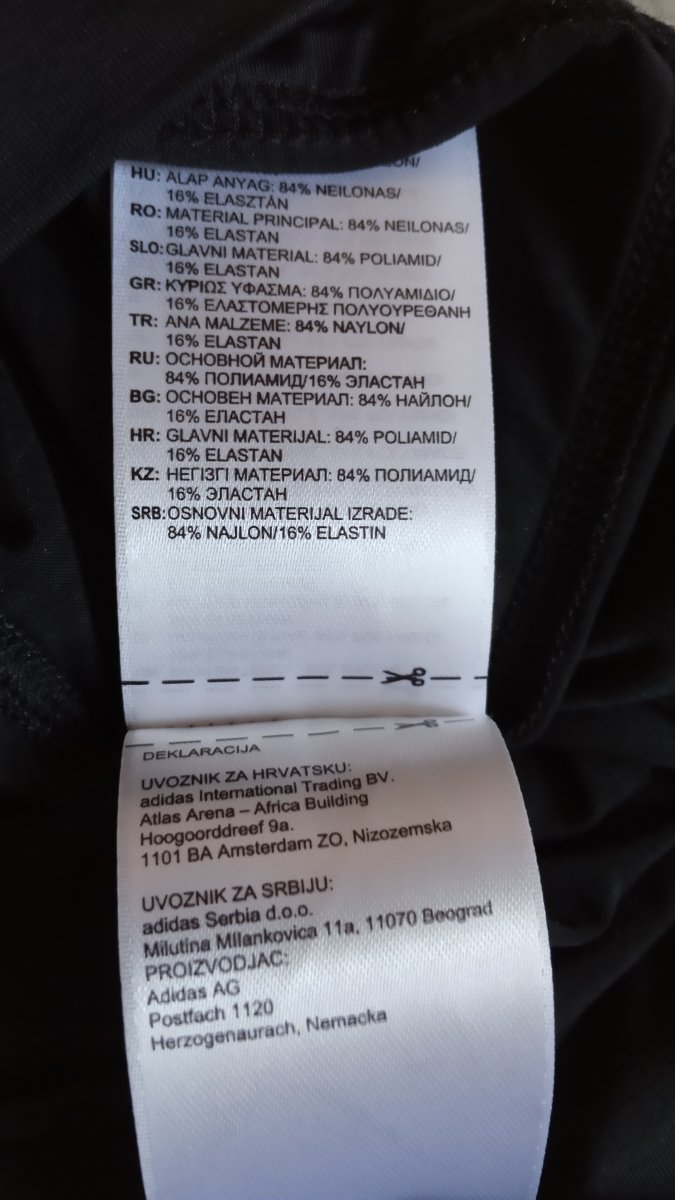 HU: ALAP ANYAG: 84% NEILONAS/
16% ELASZTÁN
RO: MATERIAL PRINCIPAL: 84% NEILONAS/
16% ELASTAN
SLO:GLAVNI MATERIAL: 84% POLIAMID/
16% ELASTAN
GR: ΚΥΡΙΩΣ ΥΦΑΣΜΑ: 84% ΠΟΛΥΑΜΙΔΙΟ/
16% ΕΛΑΣΤΟΜΕΡΗΣ ΠΟΛΥΟΥΡΕΘΑΝΗ
TR: ANA MALZEME: 84% NAYLON/
16% ELASTAN
RU: ОСНОВНОЙ МАТЕРИАЛ:
84% ПОЛИАМИД/16% ЭЛАСТАН
BG: ОСНОВЕН МАТЕРИАЛ: 84% НАЙЛОН/
16% ЕЛАСТАН
HR: GLAVNI MATERIJAL: 84% POLIAMID/
16% ELASTAN
KZ: НЕГІЗГІ МАТЕРИАЛ: 84% ПОЛИАМИД/
16% ЭЛАСТАН
SRB:OSNOVNI MATERIJAL IZRADE:
84% NAJLON/16% ELASTIN
DEKLARACIJA
UVOZNIK ZA HRVATSKU:
adidas International Trading BV.
Atlas Arena – Africa Building
Hoogoorddreef 9a.
1101 BA Amsterdam ZO, Nizozemska
UVOZNIK ZA SRBIJU:
adidas Serbia d.o.o.
Milutina Milankovica 11a, 11070 Beograd
PROIZVODJAC:
Adidas AG
Postfach 1120
Herzogenaurach, Nemacka